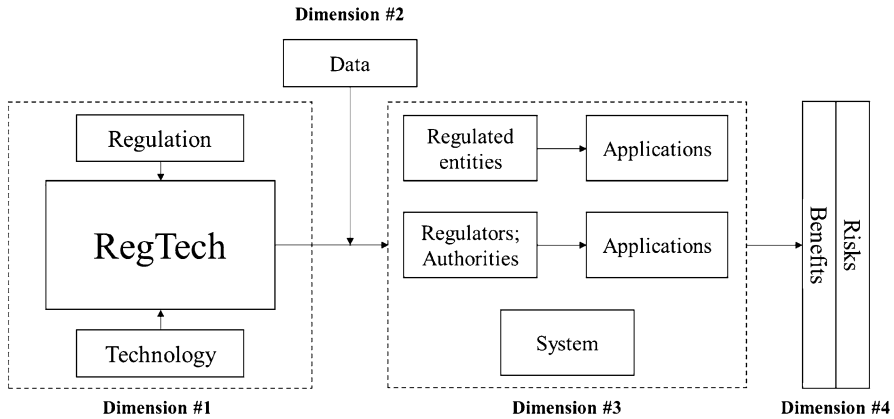 Dimension #2
Data
Regulation
RegTech
Technology
Dimension #1
Regulated
entities
Applications
Regulators;
Authorities
Applications
System
Dimension #3
Benefits
Risks
Dimension #4